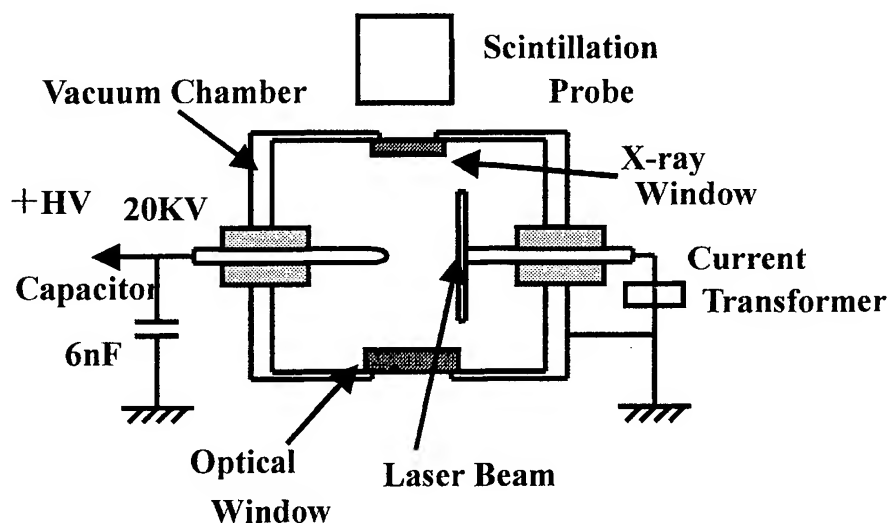 Scintillation
Probe
Vacuum Chamber
X-ray
Window
+HV
20KV
Capacitor
6nF
Current
Transformer
Optical
Window
Laser Beam